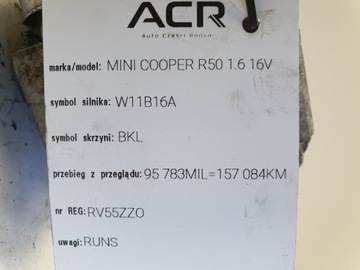 ACR
Auto Części Radom
marka/model: MINI COOPER R50 1.6 16V
symbol silnika: W11B16A
symbol skrzyni: BKL
przebieg z przeglądu: 95 783MIL=157 084KM
nr REG: RV55ZZO
uwagi: RUNS